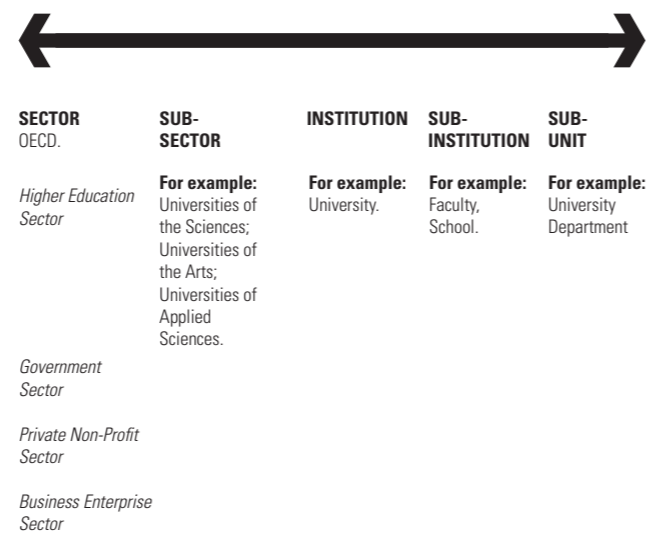 SECTOR
OECD.
SUB-
SECTOR
INSTITUTION
SUB-
INSTITUTION
SUB-
UNIT
Higher Education
Sector
For example:
Universities of
the Sciences;
Universities of
the Arts;
Universities of
Applied
Sciences.
For example:
University.
For example:
Faculty,
School.
For example:
University
Department
Government
Sector
Private Non-Profit
Sector
Business Enterprise
Sector